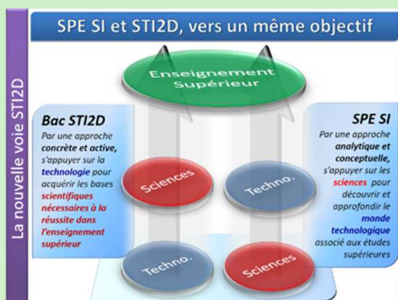 SPE SI et STI2D, vers un même objectif
La nouvelle voie STI2D
Enseignement
Supérieur
Bac STI2D
Par une approche
concrète et active,
s'appuyer sur la
technologie pour
acquérir les bases
scientifiques
nécessaires à la
réussite dans
l'enseignement
supérieur
Sciences
Techno.
Techno.
Sciences
SPE SI
Par une approche
analytique et
conceptuelle,
s'appuyer sur les
sciences pour
découvrir et
approfondir le
monde
technologique
associé aux études
supérieures